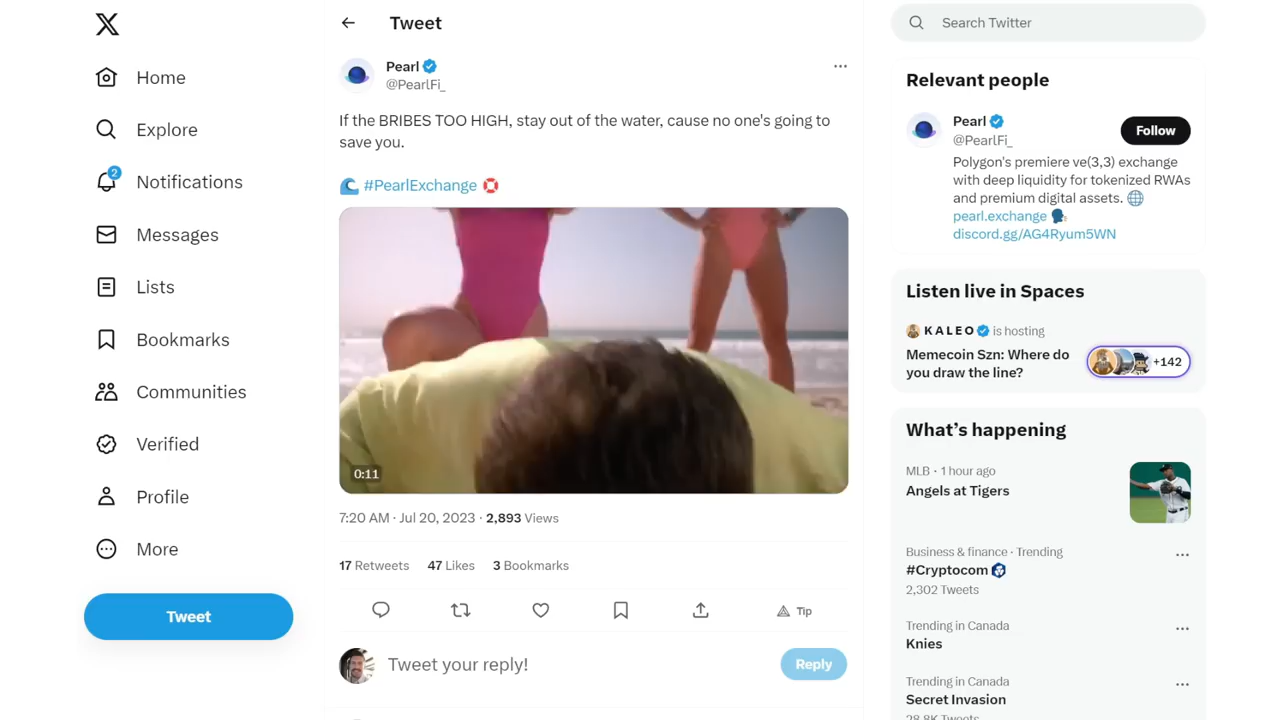 Home
Explore
2
Notifications
Messages
Lists
Bookmarks
Communities
Verified
Profile
More
Tweet
Tweet
Pearl
@PearlFi_
If the BRIBES TOO HIGH, stay out of the water, cause no one's going to
save you.
#PearlExchange
0:11
7:20 AM · Jul 20, 2023 · 2,893 Views
17 Retweets 47 Likes 3 Bookmarks
Tip
Tweet your reply!
Reply
Search Twitter
Relevant people
Pearl
@PearlFi_
Follow
Polygon's premiere ve(3,3) exchange
with deep liquidity for tokenized RWAs
and premium digital assets.
pearl.exchange
discord.gg/AG4Ryum5WN
Listen live in Spaces
K A L E O is hosting
Memecoin Szn: Where do
you draw the line?
+142
What's happening
MLB · 1 hour ago
Angels at Tigers
Business & finance · Trending
#Cryptocom
2,302 Tweets
Trending in Canada
Knies
Trending in Canada
Secret Invasion
28.8K Tweets